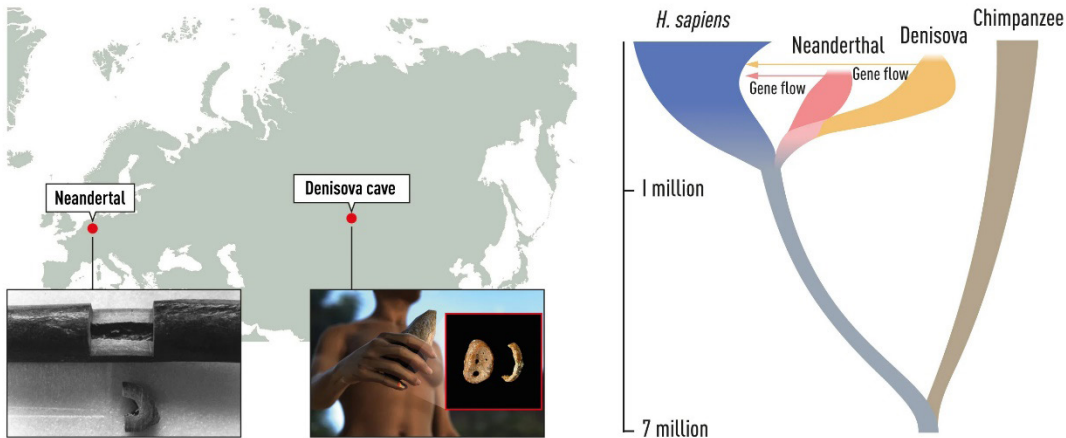 Neandertal
Denisova cave
H. sapiens
Neanderthal
Denisova
Chimpanzee
Gene flow
Gene flow
1 million
7 million